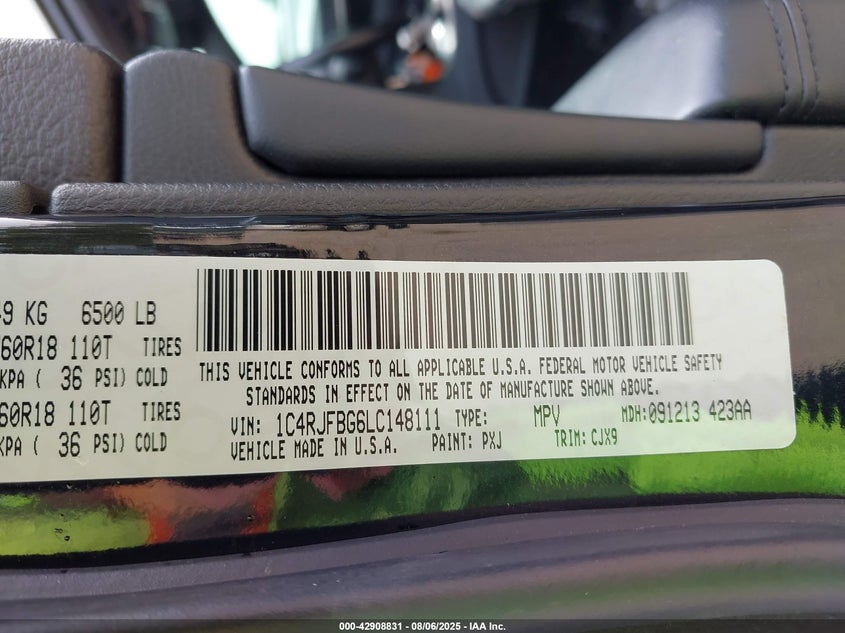 49 KG 6500 LB
60R18 110T TIRES
KPA ( 36 PSI) COLD
60R18 110T TIRES
KPA ( 36 PSI) COLD
THIS VEHICLE CONFORMS TO ALL APPLICABLE U.S.A. FEDERAL MOTOR VEHICLE SAFETY
STANDARDS IN EFFECT ON THE DATE OF MANUFACTURE SHOWN ABOVE.
VIN: 1C4RJFBG6LC148111 TYPE: MPV MDH:091213 423AA
VEHICLE MADE IN U.S.A. PAINT: PXJ TRIM: CJX9
000-42908831 - 08/06/2025 - IAA Inc.